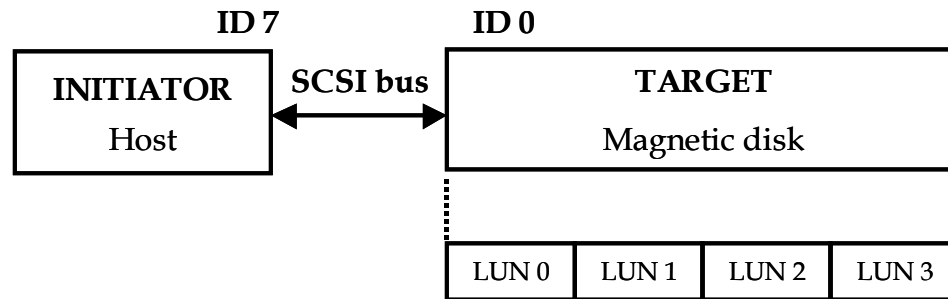 ID 7
ID 0
INITIATOR
Host
SCSI bus
TARGET
Magnetic disk
LUN 0
LUN 1
LUN 2
LUN 3